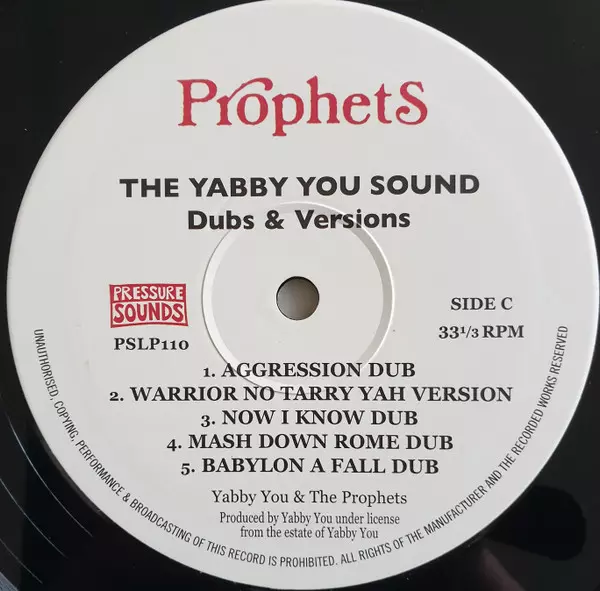 Prophets
THE YABBY YOU SOUND
Dubs & Versions
PRESSURE
SOUNDS
PSLP110
SIDE C
33 1/3 RPM
1. AGGRESSION DUB
2. WARRIOR NO TARRY YAH VERSION
3. NOW I KNOW DUB
4. MASH DOWN ROME DUB
5. BABYLON A FALL DUB
Yabby You & The Prophets
Produced by Yabby You under license
from the estate of Yabby You
UNAUTHORISED, COPYING, PERFORMANCE & BROADCASTING OF THIS RECORD IS PROHIBITED. ALL RIGHTS OF THE MANUFACTURER AND THE RECORDED WORKS RESERVED